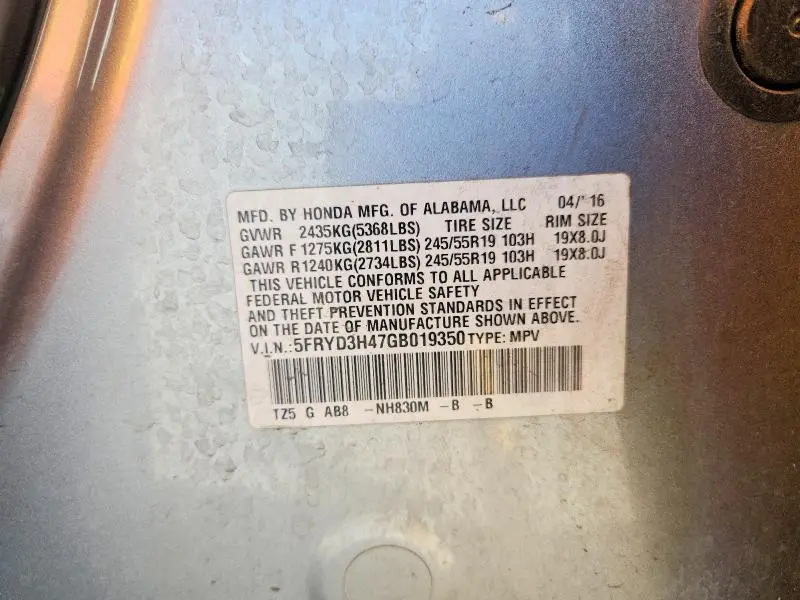 MFD. BY HONDA MFG. OF ALABAMA, LLC 04/' 16
GVWR 2435KG(5368LBS) TIRE SIZE RIM SIZE
GAWR F 1275KG(2811LBS) 245/55R19 103H 19X8.0J
GAWR R1240KG(2734LBS) 245/55R19 103H 19X8.0J
THIS VEHICLE CONFORMS TO ALL APPLICABLE
FEDERAL MOTOR VEHICLE SAFETY
AND THEFT PREVENTION STANDARDS IN EFFECT
ON THE DATE OF MANUFACTURE SHOWN ABOVE.
V.I.N.:5FRYD3H47GB019350 TYPE: MPV
TZ5 G AB8 -NH830M -B -B